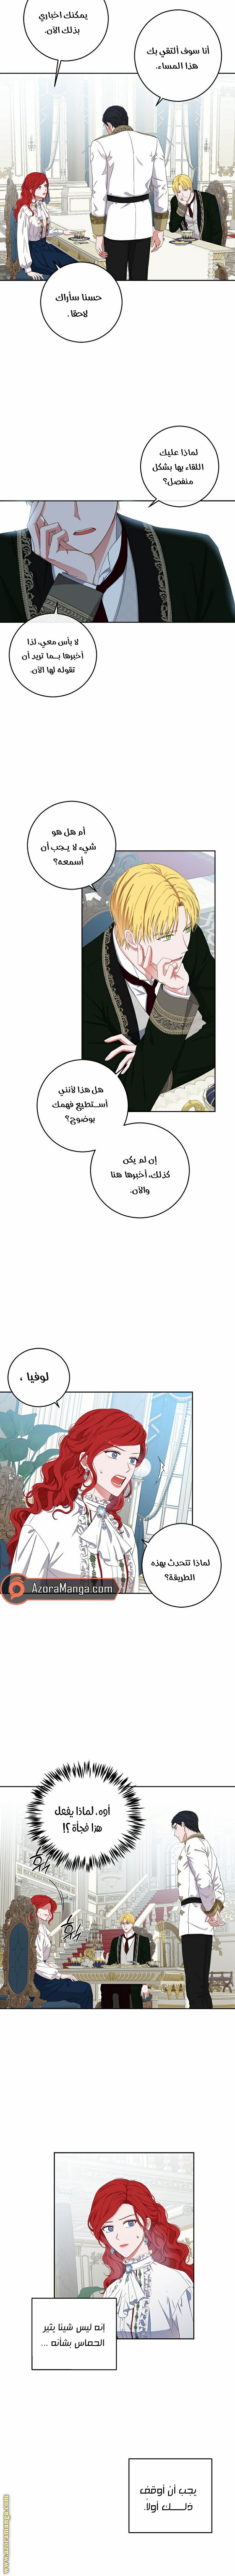 أنا سوف ألتقي بك
هذا المساء.
يمكنك اخباري
بذلك الآن.
حسنا سأراك
لاحقا.
لماذا عليك
اللقاء بها بشكل
منفصل؟
لا بأس معي، لذا
أخبرها بما تريد أن
تقوله لها الآن.
أم هل هو
شيء لا يجب أن
أسمعه؟
هل هذا لأنني
أستطيع فهمك
بوضوح؟
إن لم يكن
كذلك، أخبرها هنا
والآن.
لوفيا ،
لماذا تتحدث بهذه
الطريقة؟
AzoraManga.com
أوه، لماذا يفعل
هذا فجأة ؟!
إنه ليس شيئا يثير
الحماس بشأنه ...
يجب أن أوقف
ذلك أولاً.
www.azoramanga.com